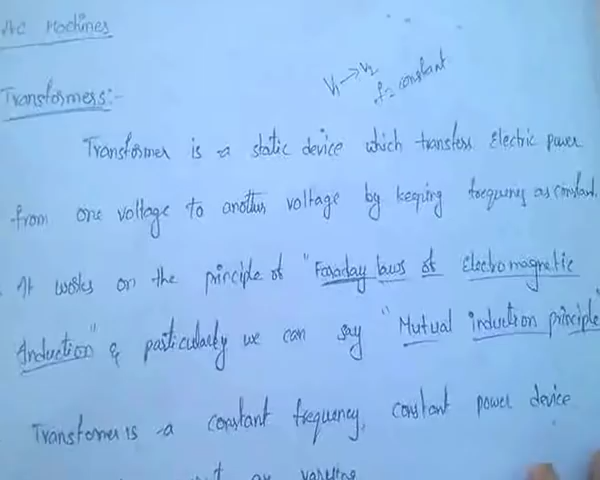 AC Machines
V1 → V2
f = constant
Transformers:-
Transformer is a static device which transfers Electric power
from one voltage to another voltage by keeping frequency as constant.
It works on the principle of "Faraday laws of Electromagnetic
Induction" & particularly we can say "Mutual induction principle"
Transformer is a constant frequency, constant power device
varying